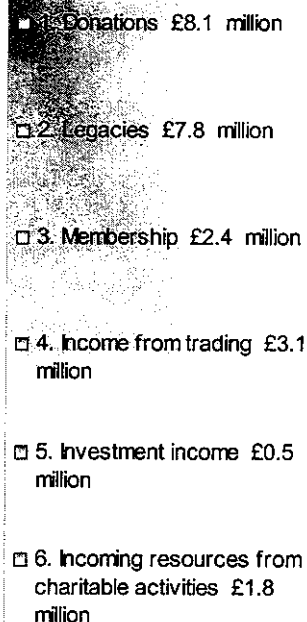 1. Donations £8.1 million
2. Legacies £7.8 million
3. Membership £2.4 million
4. Income from trading £3.1
million
5. Investment income £0.5
million
6. Incoming resources from
charitable activities £1.8
million